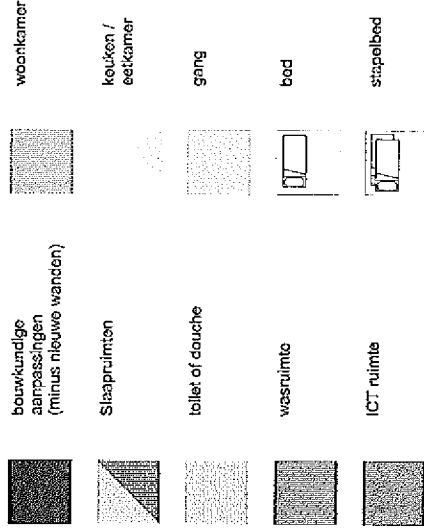 bouwkundige
aanpassingen
(minus nieuwe wanden)
Slaapruimten
toilet of douche
wasruimte
ICT ruimte
woonkamer
keuken /
eetkamer
gang
bed
stapelbed